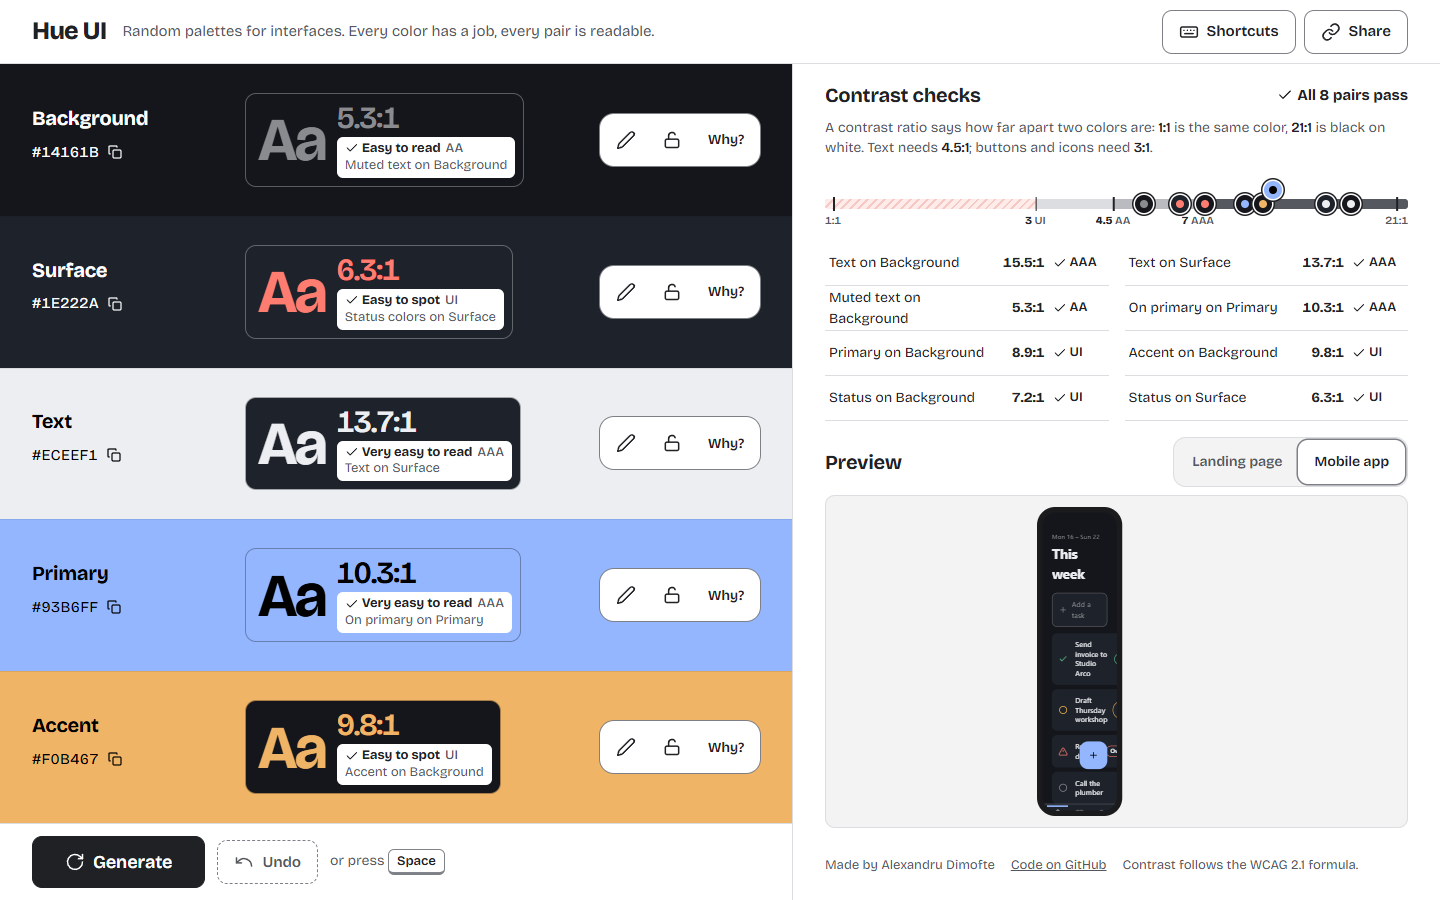 Hue UI
Random palettes for interfaces. Every color has a job, every pair is readable.
Shortcuts
Share
Background
#14161B
Aa
5.3:1
Easy to read AA
Muted text on Background
Why?
Surface
#1E222A
Aa
6.3:1
Easy to spot UI
Status colors on Surface
Why?
Text
#ECEEF1
Aa
13.7:1
Very easy to read AAA
Text on Surface
Why?
Primary
#93B6FF
Aa
10.3:1
Very easy to read AAA
On primary on Primary
Why?
Accent
#F0B467
Aa
9.8:1
Easy to spot UI
Accent on Background
Why?
Generate
Undo
or press Space
Contrast checks
All 8 pairs pass
A contrast ratio says how far apart two colors are: 1:1 is the same color, 21:1 is black on
white. Text needs 4.5:1; buttons and icons need 3:1.
1:1
3 UI
4.5 AA
7 AAA
21:1
Text on Background 15.5:1 AAA
Text on Surface 13.7:1 AAA
Muted text on
Background 5.3:1 AA
On primary on Primary 10.3:1 AAA
Primary on Background 8.9:1 UI
Accent on Background 9.8:1 UI
Status on Background 7.2:1 UI
Status on Surface 6.3:1 UI
Preview
Landing page
Mobile app
Mon 16 – Sun 22
This
week
+ Add a
task
Send
invoice to
Studio
Arco
Draft
Thursday
workshop
+
Call the
plumber
Made by Alexandru Dimofte
Code on GitHub
Contrast follows the WCAG 2.1 formula.